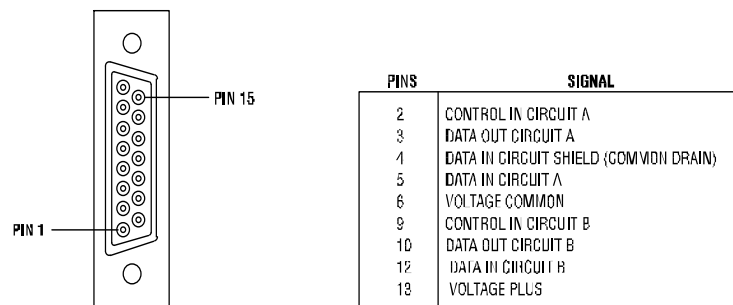 PIN 15
PIN 1
PINS SIGNAL
2 CONTROL IN CIRCUIT A
3 DATA OUT CIRCUIT A
4 DATA IN CIRCUIT SHIELD (COMMON DRAIN)
5 DATA IN CIRCUIT A
6 VOLTAGE COMMON
9 CONTROL IN CIRCUIT B
10 DATA OUT CIRCUIT B
12 DATA IN CIRCUIT B
13 VOLTAGE PLUS